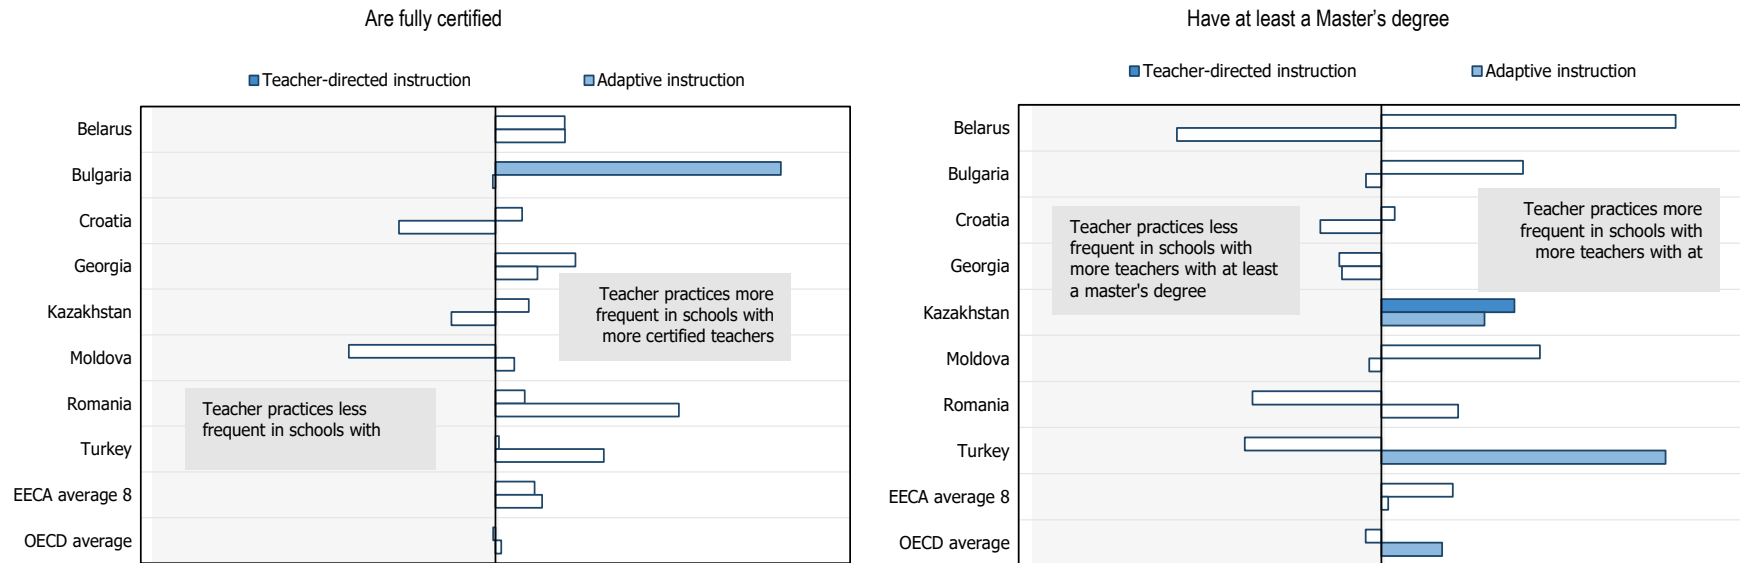 Are fully certified
Teacher-directed instruction
Adaptive instruction
Belarus
Bulgaria
Croatia
Georgia
Kazakhstan
Moldova
Romania
Turkey
EECA average 8
OECD average
Teacher practices more
frequent in schools with
more certified teachers
Teacher practices less
frequent in schools with
Have at least a Master’s degree
Teacher-directed instruction
Adaptive instruction
Belarus
Bulgaria
Croatia
Georgia
Kazakhstan
Moldova
Romania
Turkey
EECA average 8
OECD average
Teacher practices less
frequent in schools with
more teachers with at least
a master's degree
Teacher practices more
frequent in schools with
more teachers with at